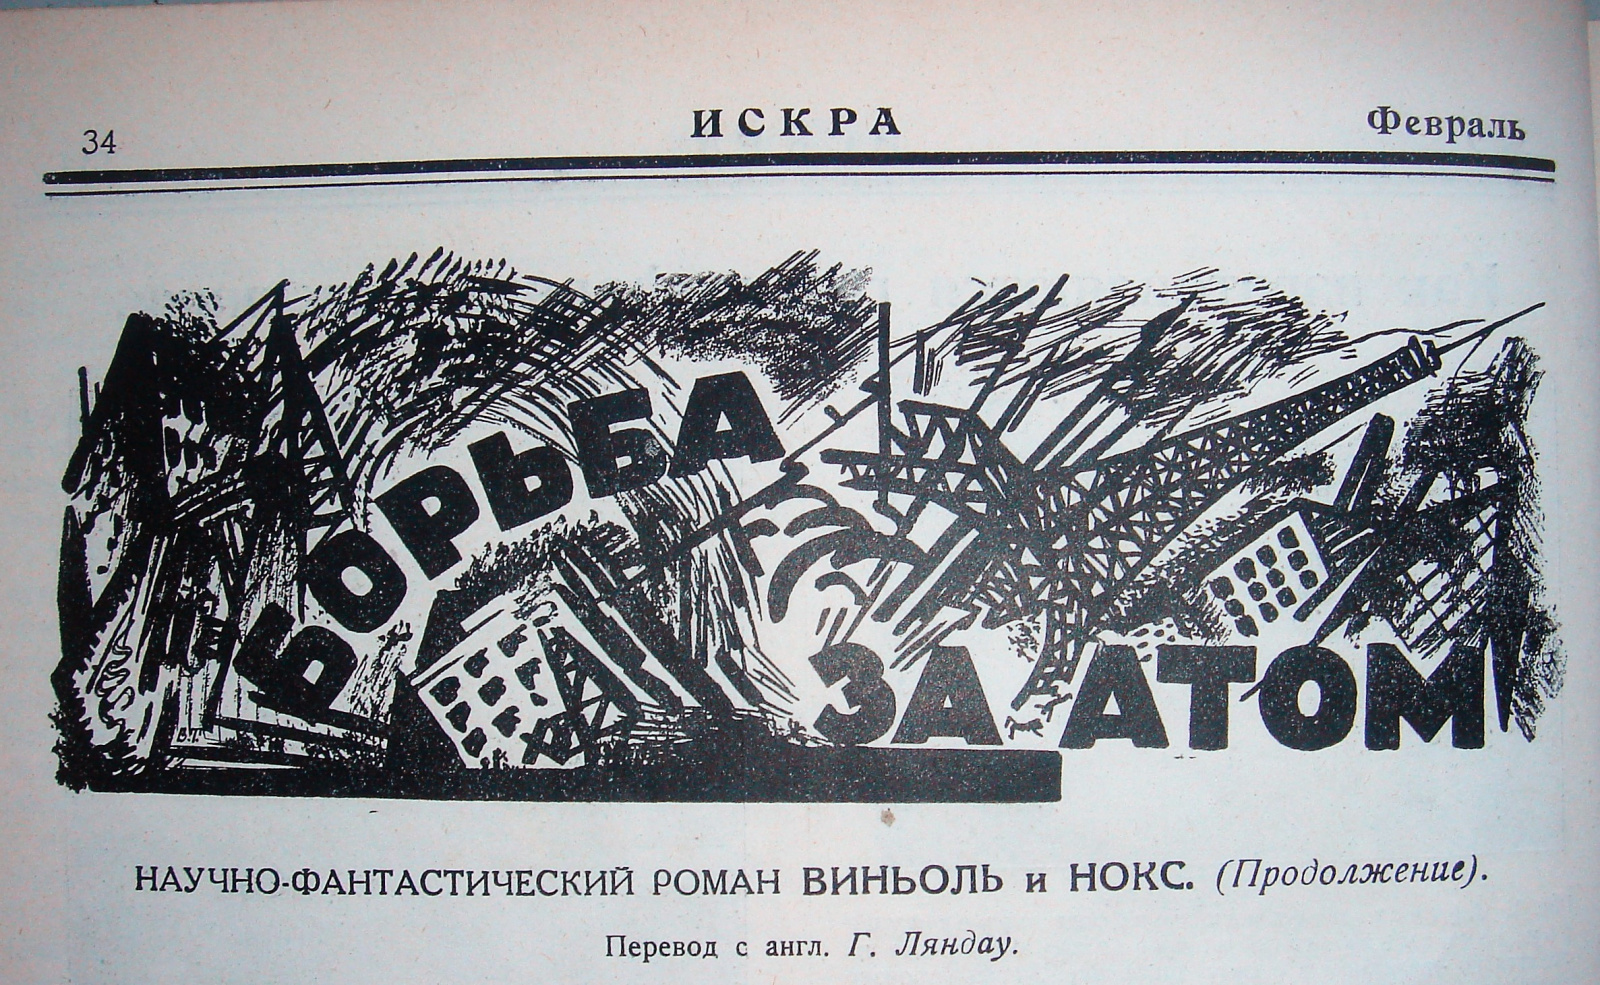 34 ИСКРА Февраль
БОРЬБА
ЗА АТОМ
НАУЧНО-ФАНТАСТИЧЕСКИЙ РОМАН ВИНЬОЛЬ и НОКС. (Продолжение).
Перевод с англ. Г. Ляндау.